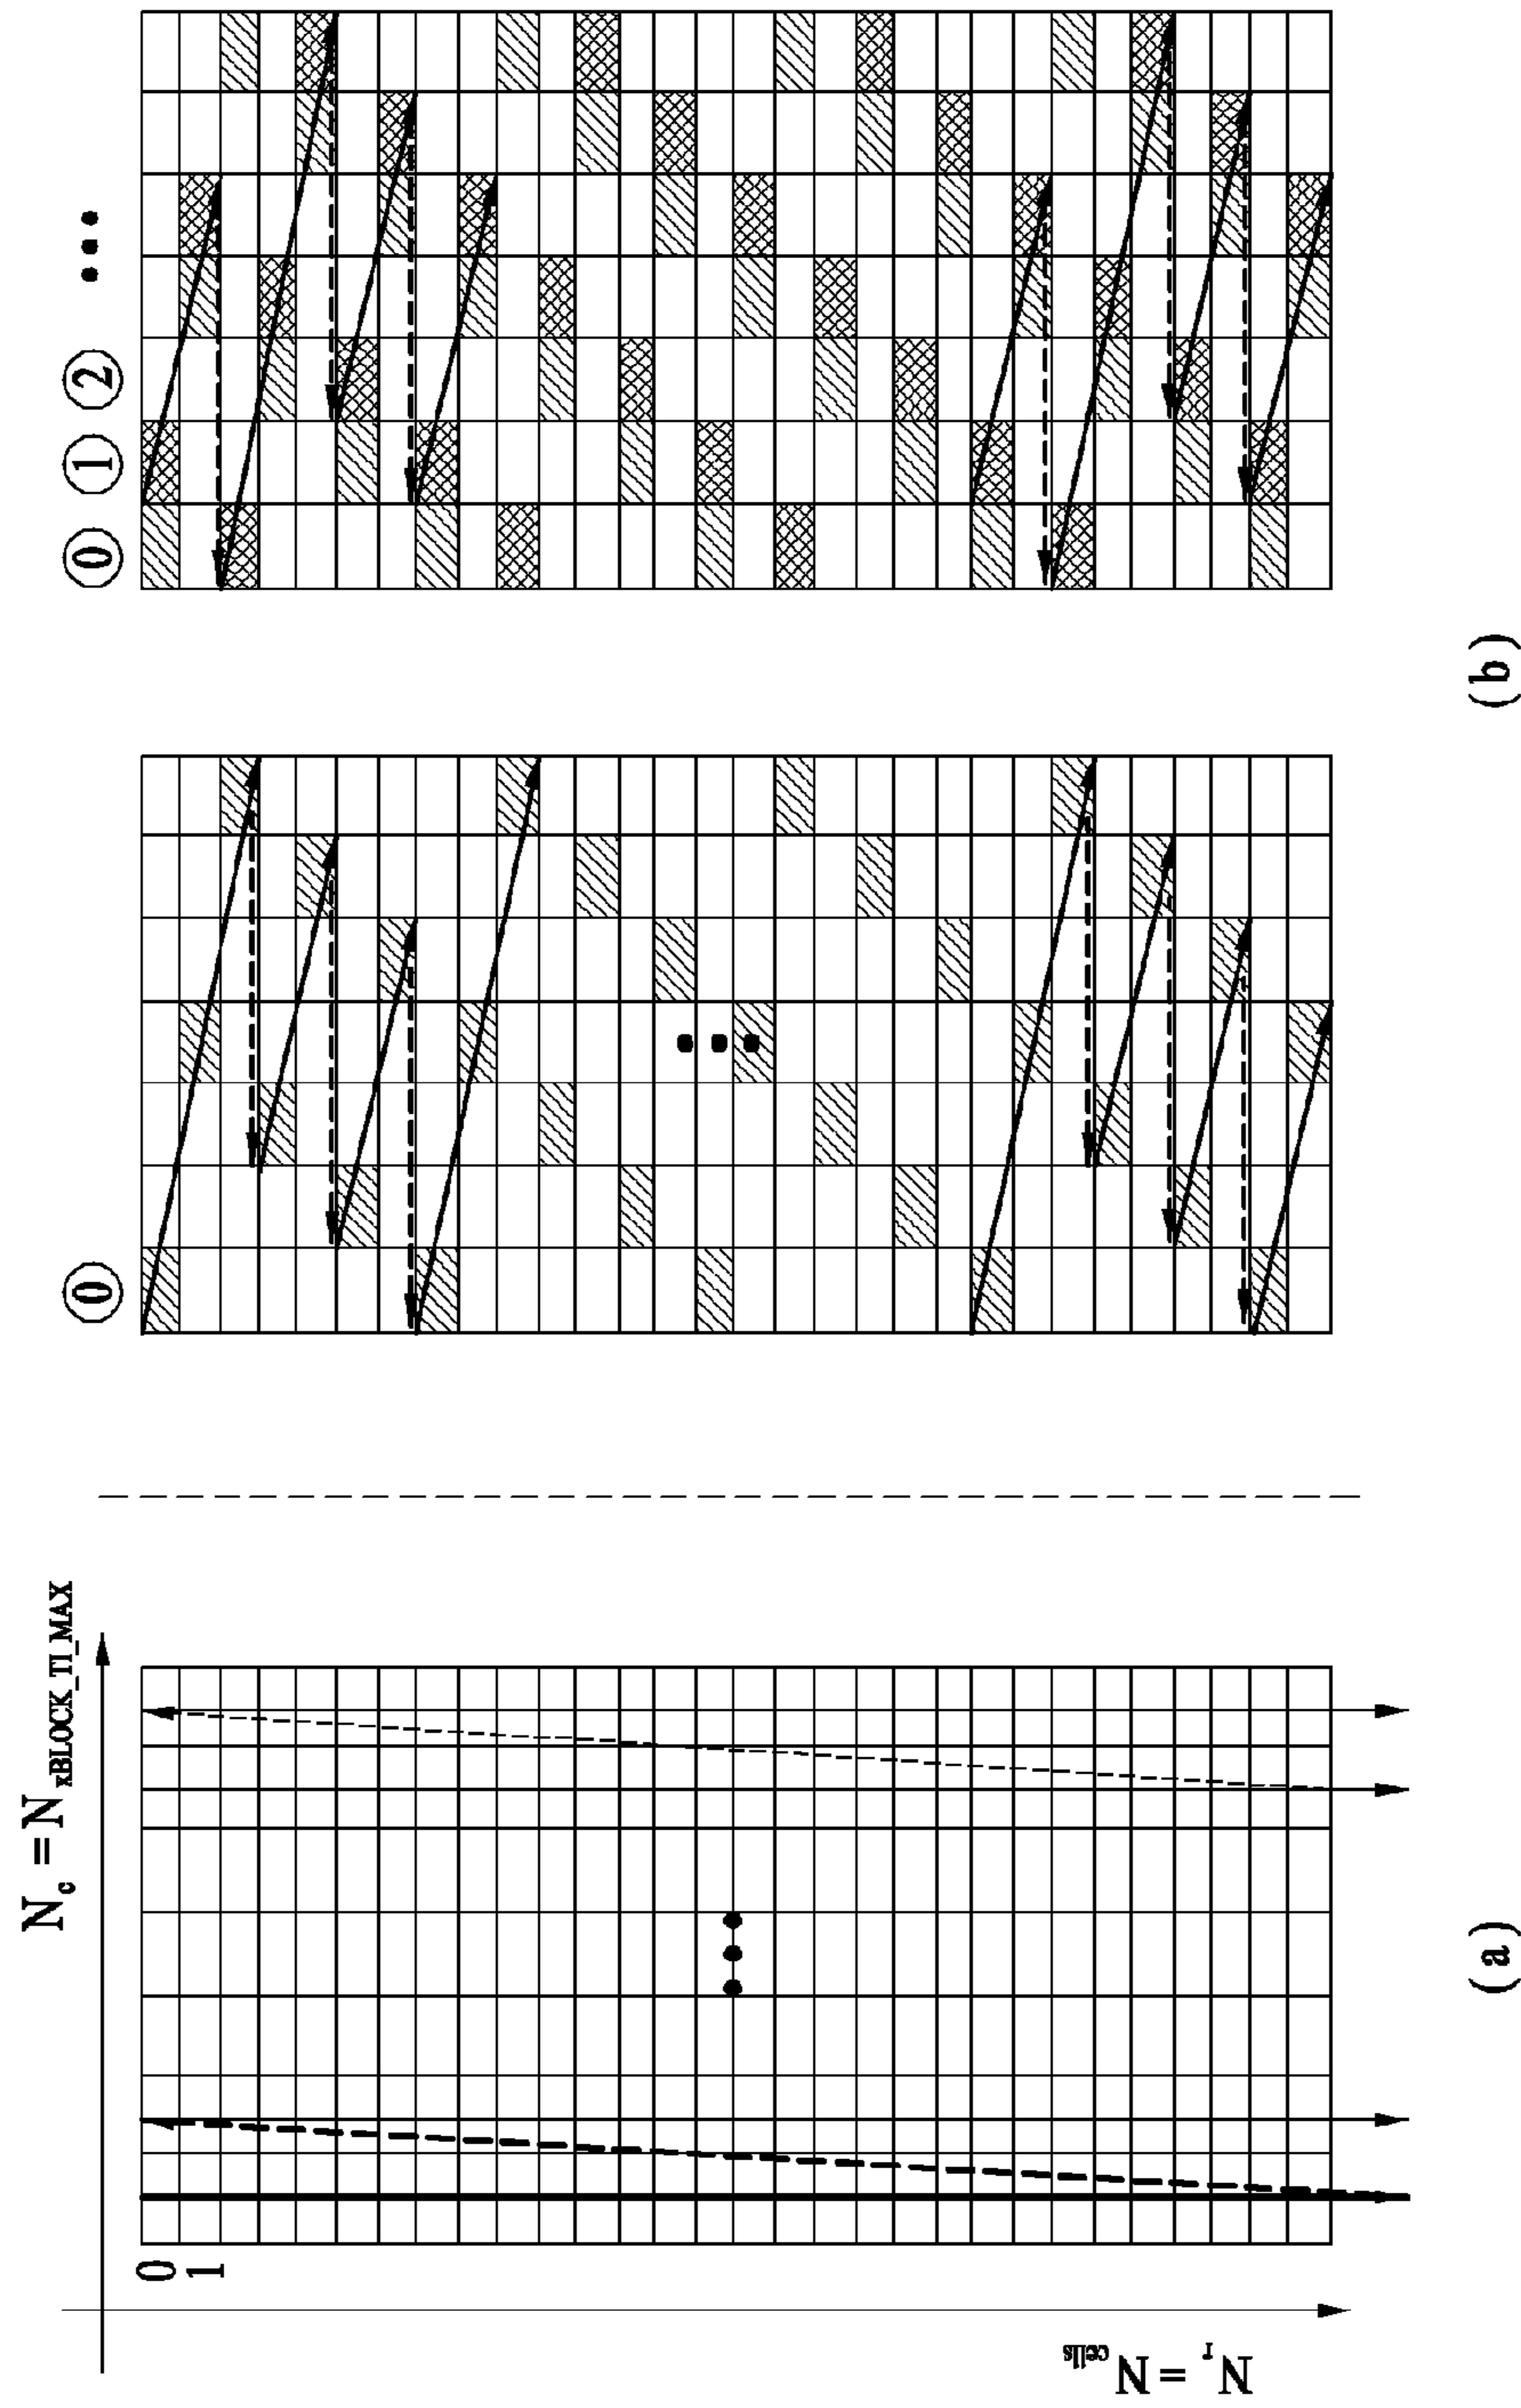 N_c = N_xBLOCK_TI_MAX
0
1
N_r = N_cells
(a)
0
0 1 2 •••
(b)